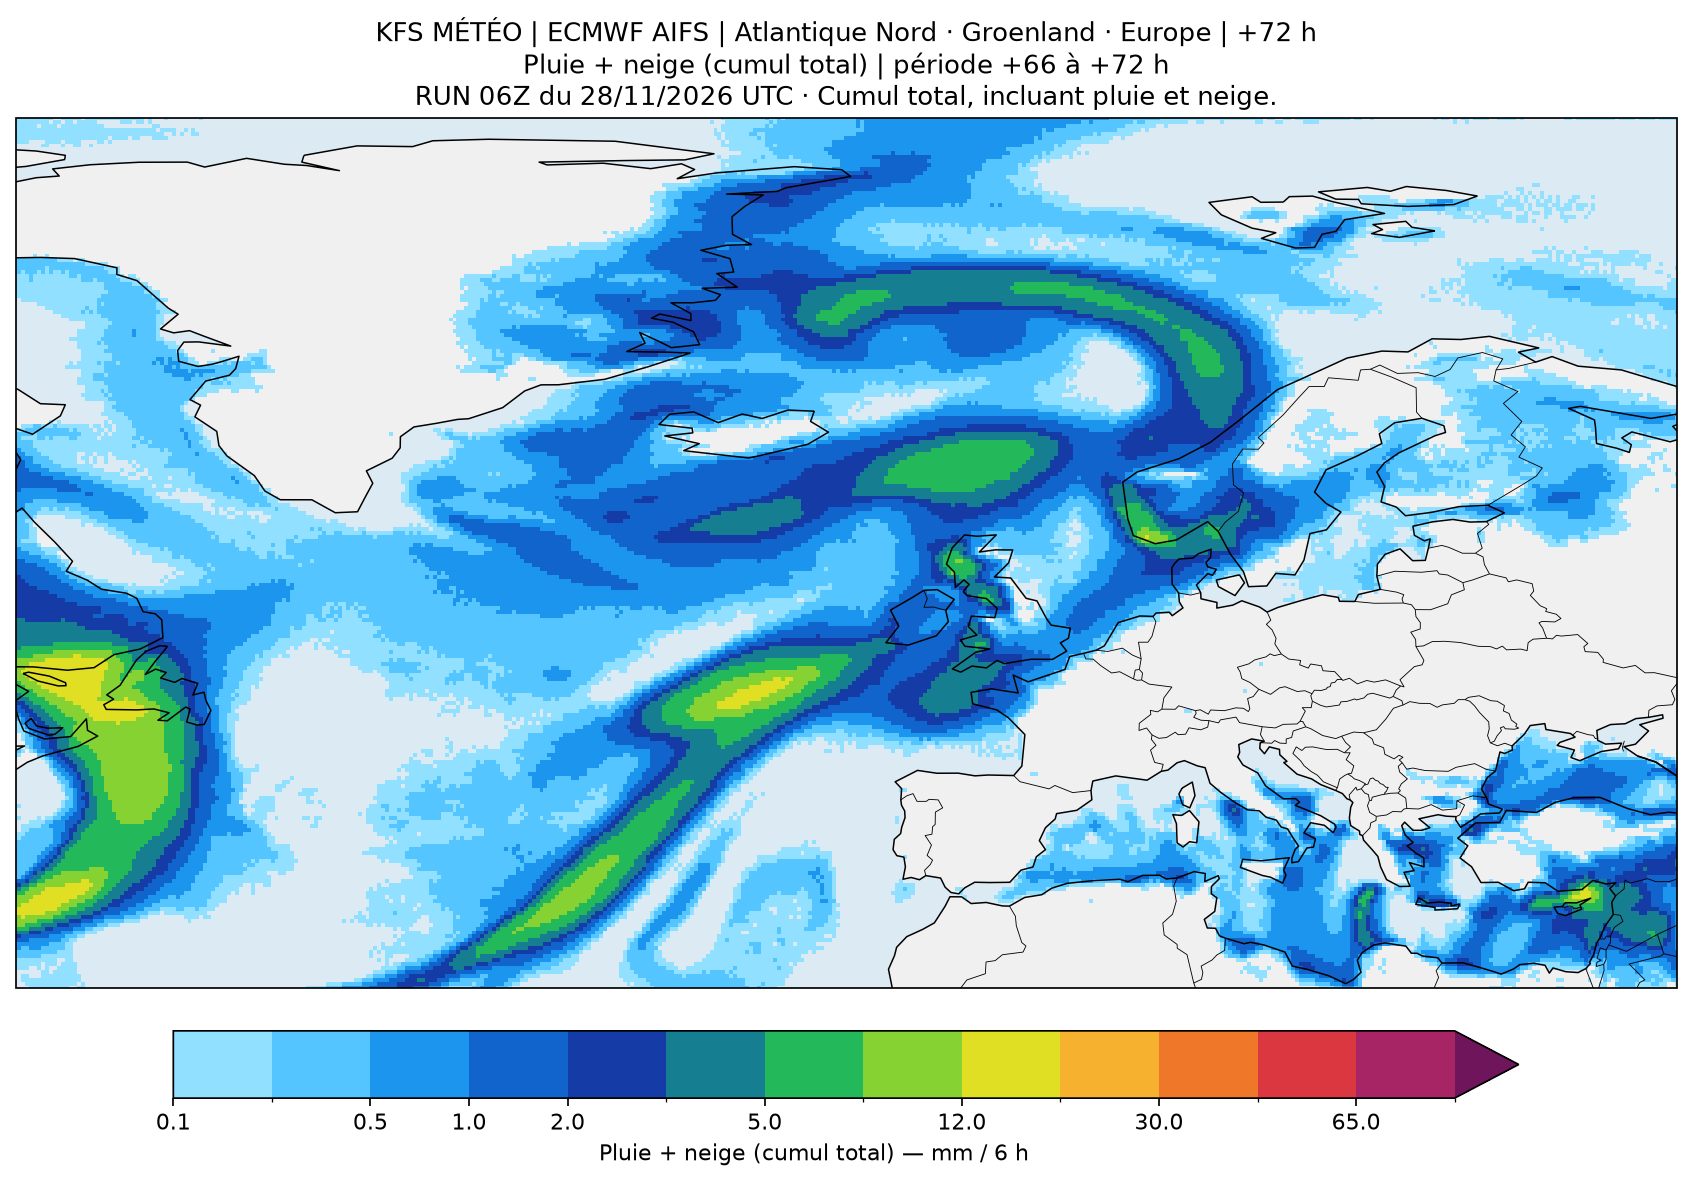 KFS MÉTÉO | ECMWF AIFS | Atlantique Nord · Groenland · Europe | +72 h
Pluie + neige (cumul total) | période +66 à +72 h
RUN 06Z du 28/11/2026 UTC · Cumul total, incluant pluie et neige.
0.1 0.5 1.0 2.0 5.0 12.0 30.0 65.0
Pluie + neige (cumul total) — mm / 6 h